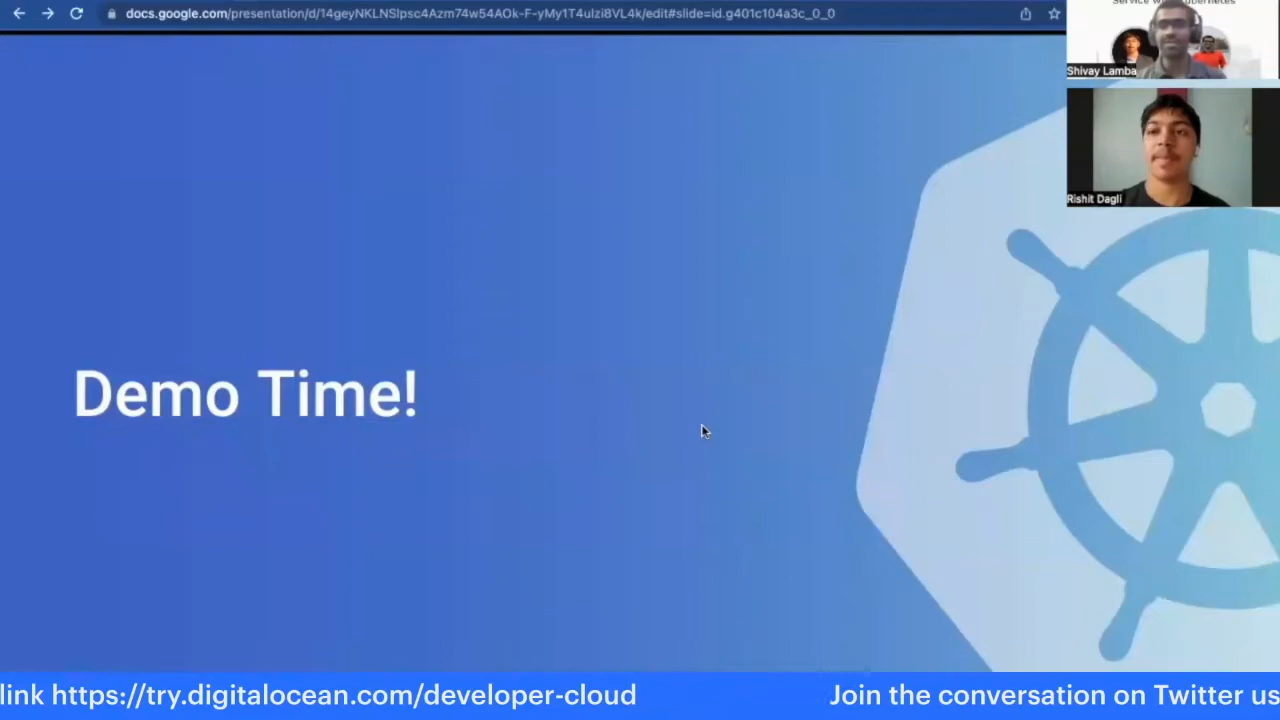 docs.google.com/presentation/d/14geyNKLNSlpsc4Azm74w54AOk-F-yMy1T4ulzi8VL4k/edit#slide=id.g401c104a3c_0_0
Shivay Lamba
Rishit Dagli
Demo Time!
link https://try.digitalocean.com/developer-cloud
Join the conversation on Twitter us